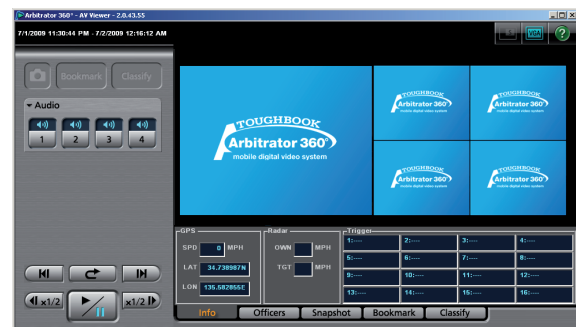 Arbitrator 360° - AV Viewer - 2.0.43.55
7/1/2009 11:30:44 PM - 7/2/2009 12:16:12 AM
VGA
?
Bookmark
Classify
Audio
1
2
3
4
TOUGHBOOK
Arbitrator 360°
mobile digital video system
TOUGHBOOK
Arbitrator 360°
mobile digital video system
TOUGHBOOK
Arbitrator 360°
mobile digital video system
TOUGHBOOK
Arbitrator 360°
mobile digital video system
TOUGHBOOK
Arbitrator 360°
mobile digital video system
GPS
SPD 0 MPH
LAT 34.738987N
LON 135.582855E
Radar
OWN MPH
TGT MPH
Trigger
1:---- 2:---- 3:---- 4:----
5:---- 6:---- 7:---- 8:----
9:---- 10:---- 11:---- 12:----
13:---- 14:---- 15:---- 16:----
x1/2
x1/2
Info
Officers
Snapshot
Bookmark
Classify